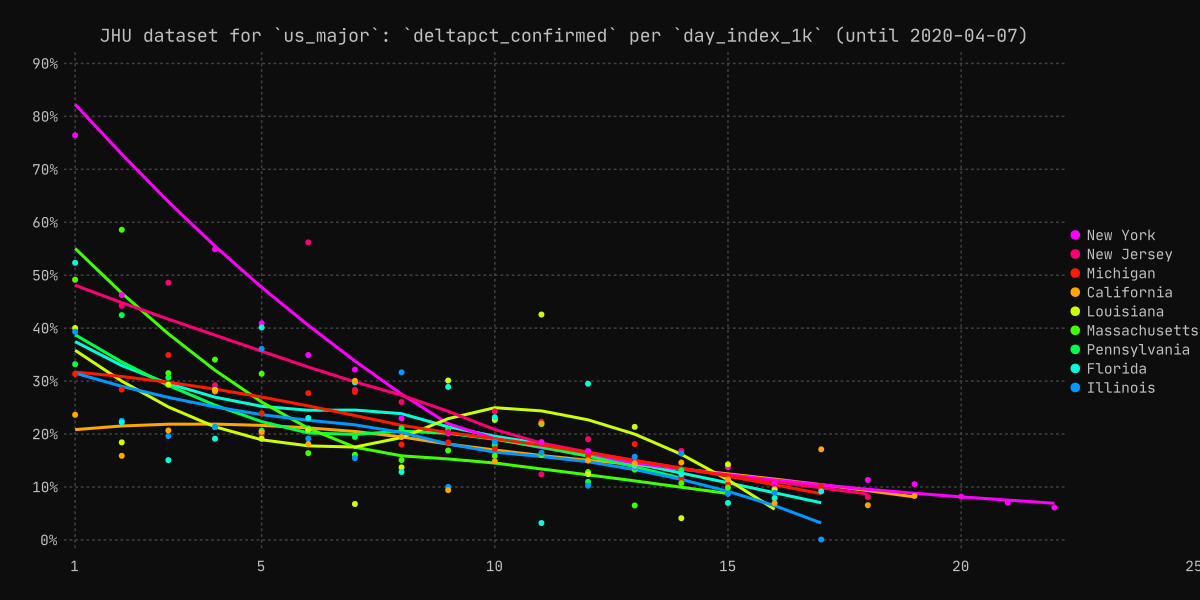 JHU dataset for `us_major`: `deltapct_confirmed` per `day_index_1k` (until 2020-04-07)
90%
80%
70%
60%
50%
40%
30%
20%
10%
0%
1 5 10 15 20 25
New York
New Jersey
Michigan
California
Louisiana
Massachusetts
Pennsylvania
Florida
Illinois